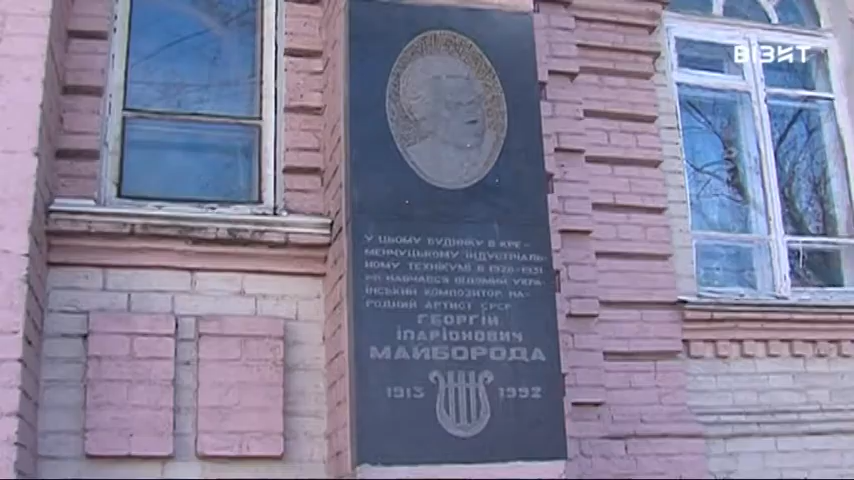 ВІЗИТ
У ЦЬОМУ БУДИНКУ В КРЕ-
МЕНЧУЦЬКОМУ ІНДУСТРІАЛЬ-
НОМУ ТЕХНІКУМІ В 1926-1931
РР. НАВЧАВСЯ ВІДОМИЙ УКРА-
ЇНСЬКИЙ КОМПОЗИТОР НА-
РОДНИЙ АРТИСТ СРСР
ГЕОРГІЙ
ІЛАРІОНОВИЧ
МАЙБОРОДА
1913 1992